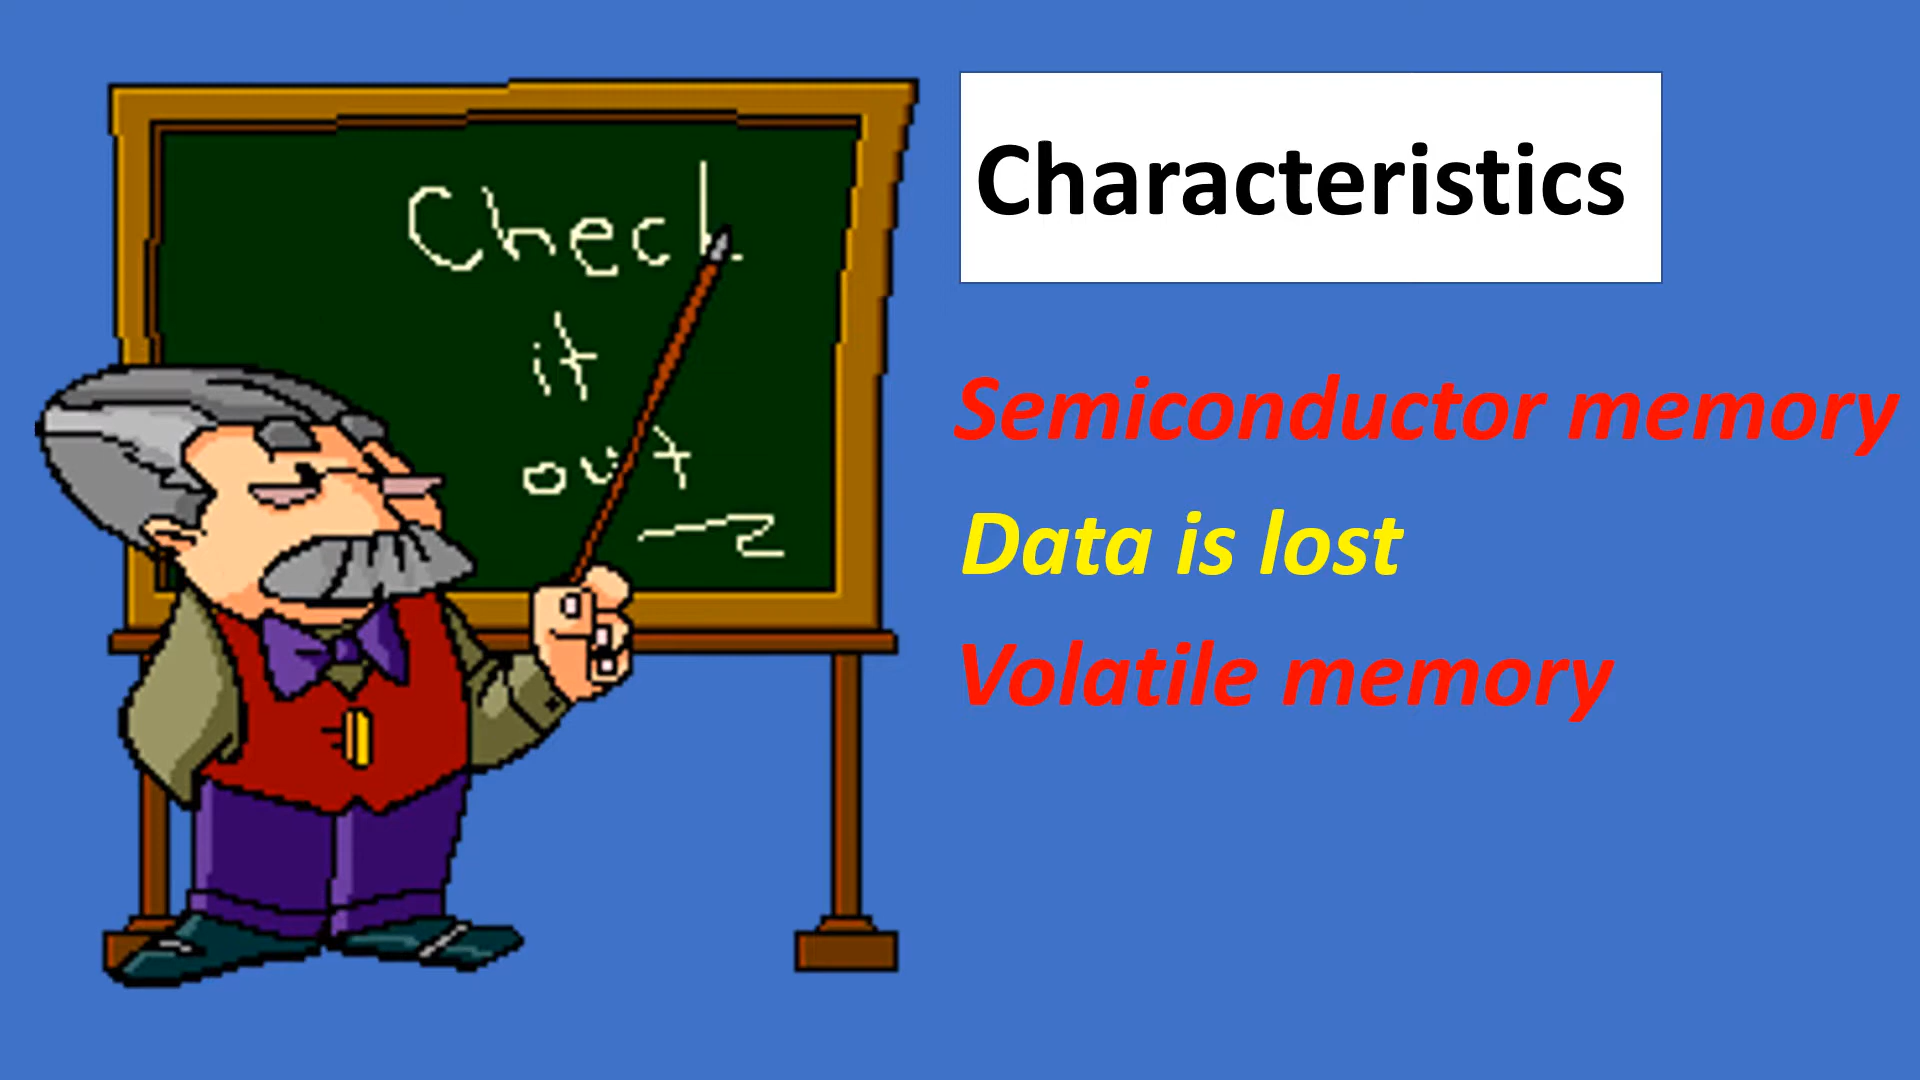 Check
it
out
Characteristics
Semiconductor memory
Data is lost
Volatile memory